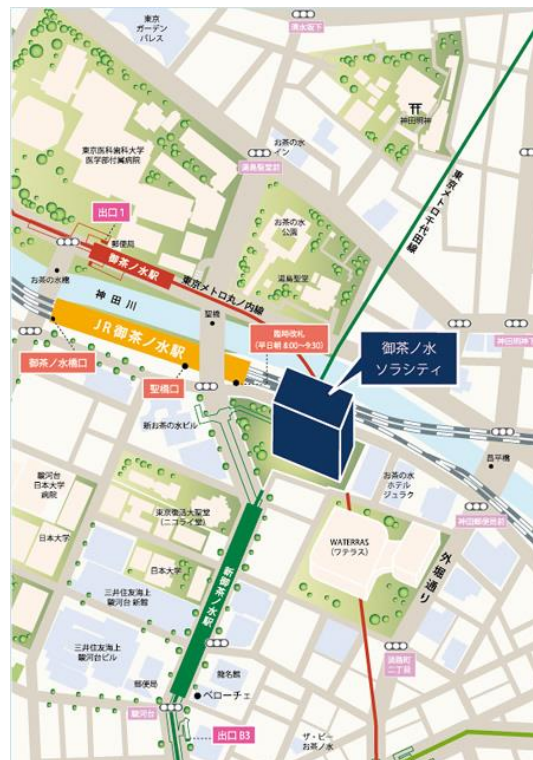 東京
ガーデン
パレス
清水坂下
神田明神
東京医科歯科大学
医学部付属病院
お茶の水
イン
湯島聖堂前
東京メトロ千代田線
出口1
郵便局
お茶の水
公園
御茶ノ水駅
湯島聖堂
お茶の水橋
東京メトロ丸ノ内線
神田川
聖橋
臨時改札
(平日朝 8:00〜9:30)
JR御茶ノ水駅
御茶ノ水
ソラシティ
神田明神下
御茶ノ水橋口
聖橋口
新お茶の水ビル
昌平橋
駿河台
日本大学
病院
お茶の水
ホテル
ジュラク
東京復活大聖堂
(ニコライ堂)
神田郵便局前
日本大学
WATERRAS
(ワテラス)
外堀通り
日本大学
新御茶ノ水駅
三井住友海上
駿河台新館
三井住友海上
駿河台ビル
淡路町
二丁目
龍名館
郵便局
ベローチェ
駿河台
出口 B3
ザ・ビー
お茶ノ水